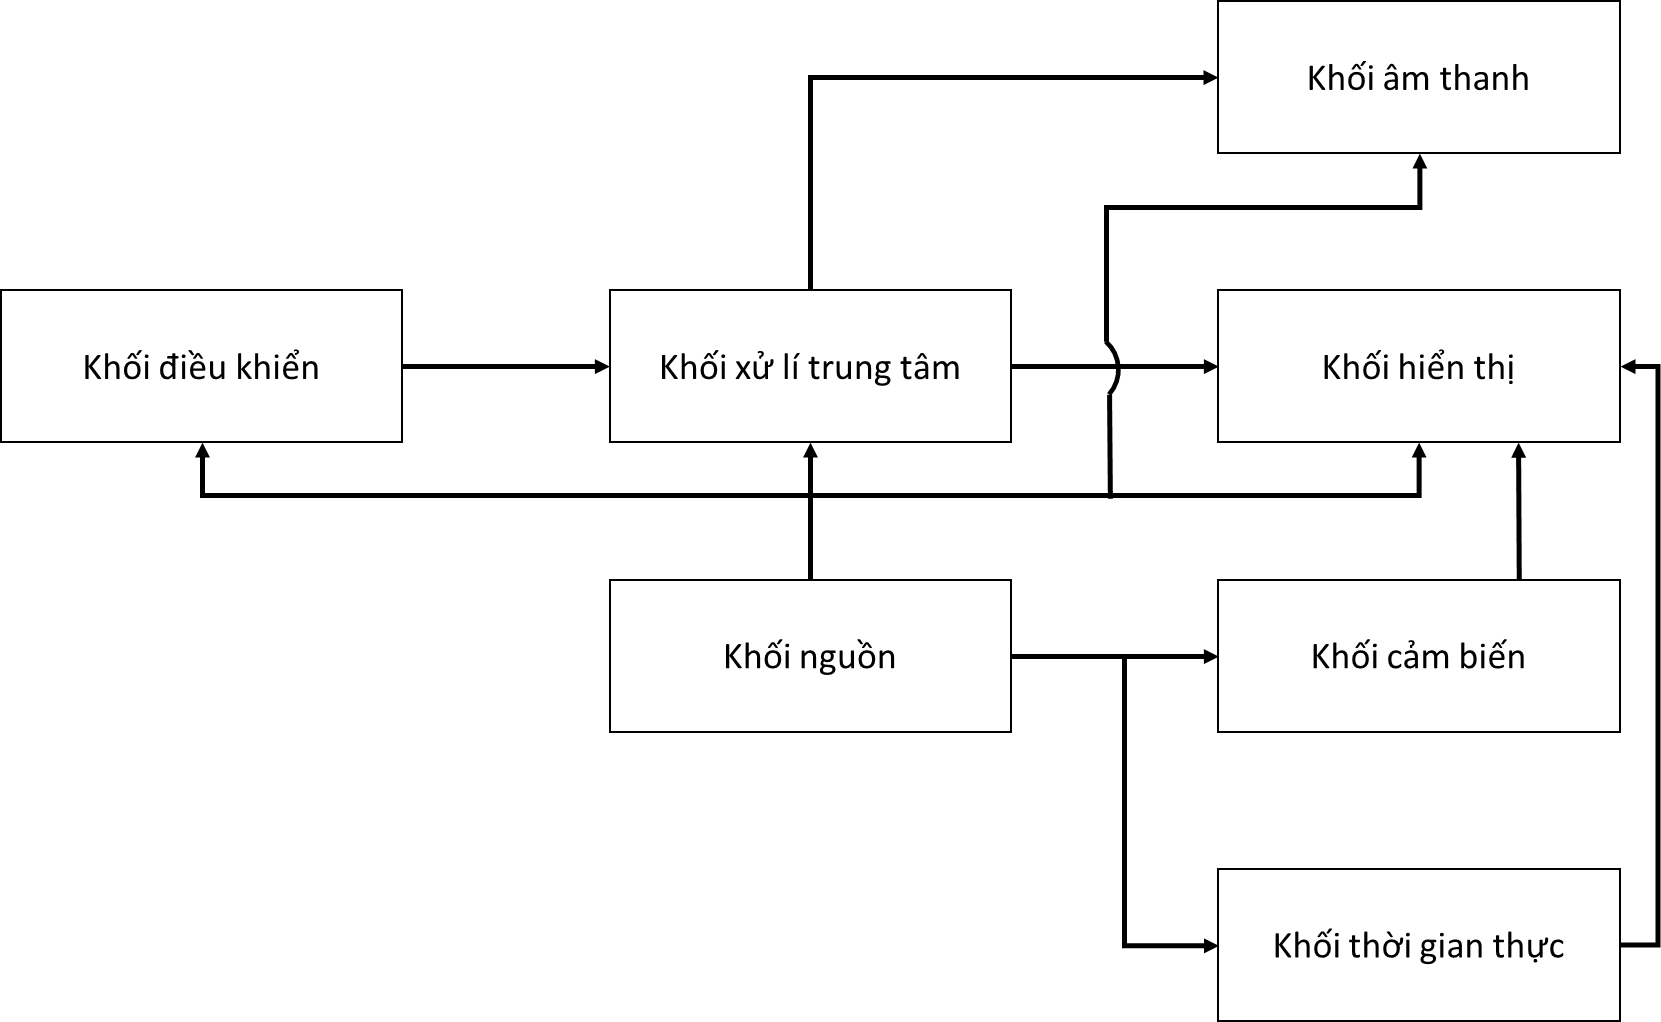 Khối âm thanh
Khối điều khiển
Khối xử lí trung tâm
Khối hiển thị
Khối nguồn
Khối cảm biến
Khối thời gian thực